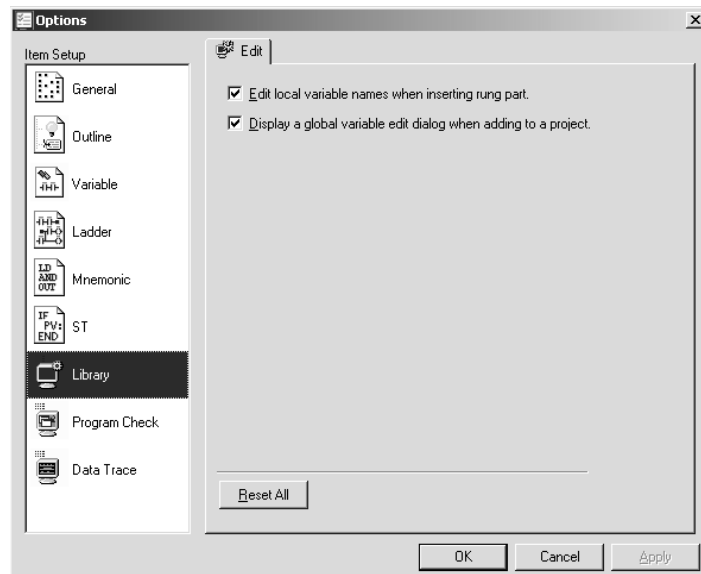 Options
Item Setup
General
Outline
Variable
Ladder
LD
AND
OUT
Mnemonic
IF
PV:
END
ST
Library
Program Check
Data Trace
Edit
Edit local variable names when inserting rung part.
Display a global variable edit dialog when adding to a project.
Reset All
OK
Cancel
Apply